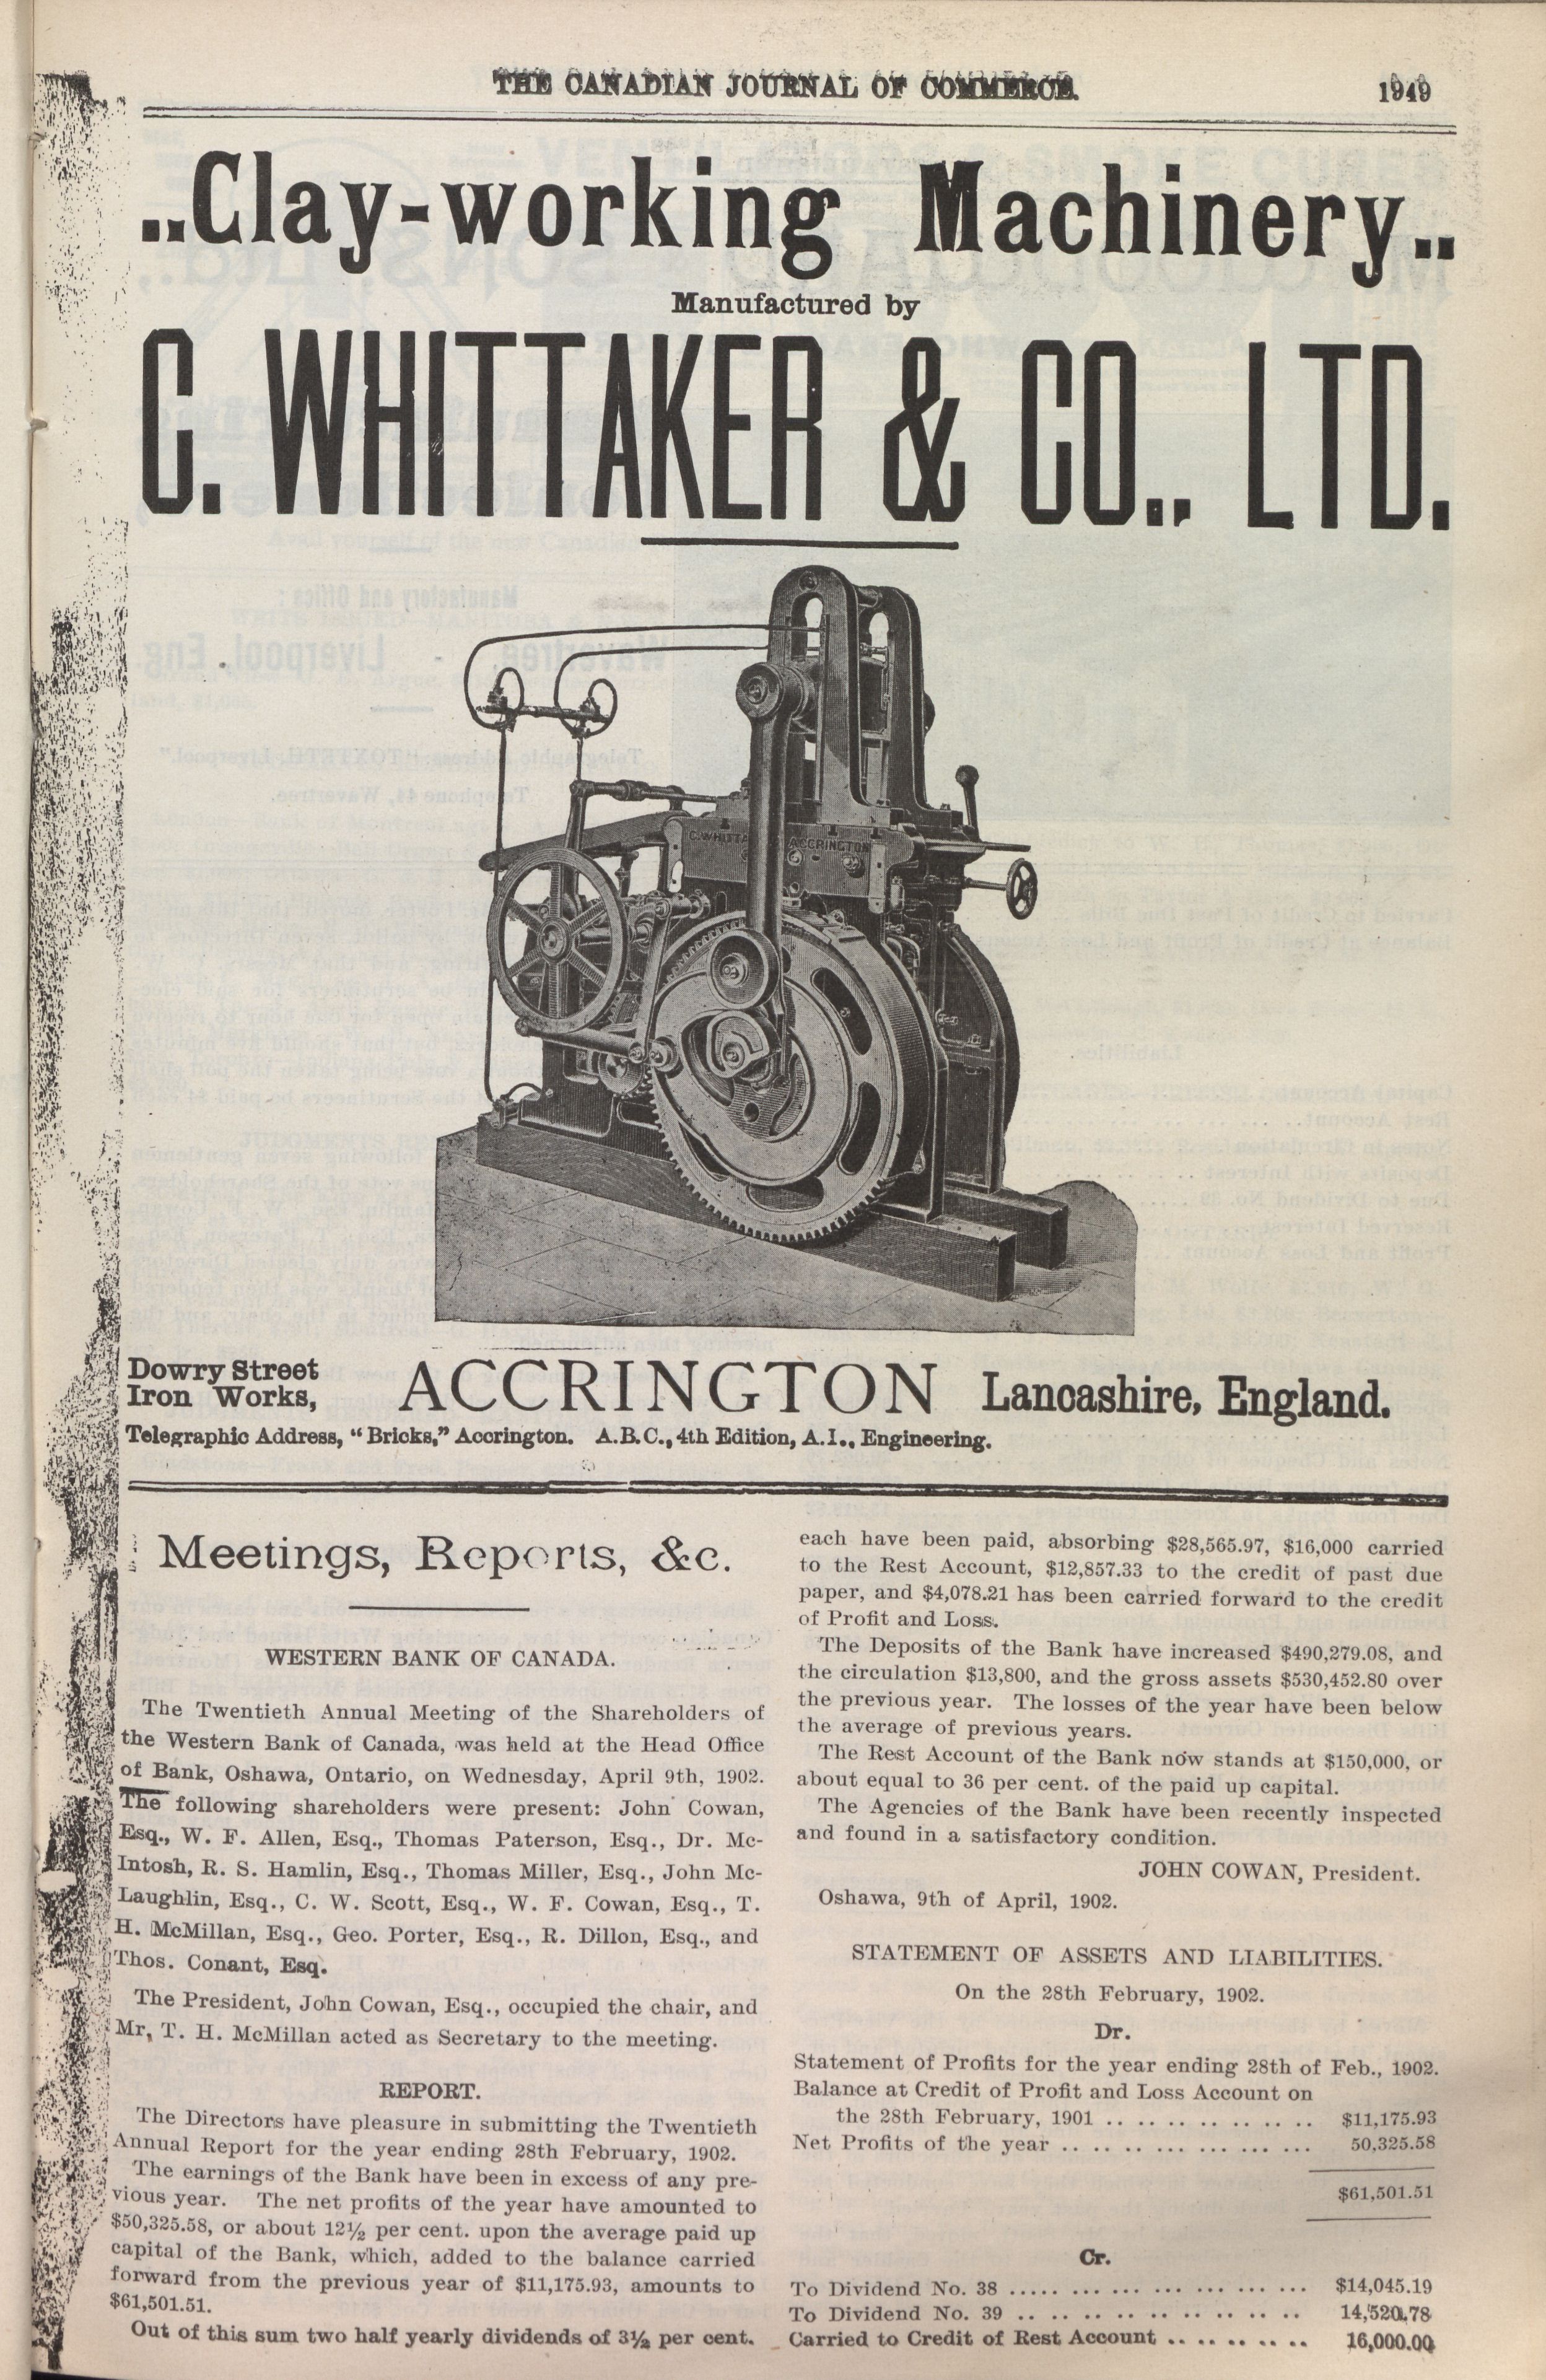 THE CANADIAN JOURNAL OF COMMERCE.
1949
..Clay-working Machinery..
Manufactured by
C. WHITTAKER & CO., LTD.
C. WHITTA
ACCRINGTON
Dowry Street
Iron Works,
ACCRINGTON Lancashire, England.
Telegraphic Address, "Bricks," Accrington. A.B.C., 4th Edition, A.I., Engineering.
Meetings, Reports, &c.
WESTERN BANK OF CANADA.
The Twentieth Annual Meeting of the Shareholders of
the Western Bank of Canada, was held at the Head Office
of Bank, Oshawa, Ontario, on Wednesday, April 9th, 1902.
The following shareholders were present: John Cowan,
Esq., W. F. Allen, Esq., Thomas Paterson, Esq., Dr. Mc-
Intosh, R. S. Hamlin, Esq., Thomas Miller, Esq., John Mc-
Laughlin, Esq., C. W. Scott, Esq., W. F. Cowan, Esq., T.
H. McMillan, Esq., Geo. Porter, Esq., R. Dillon, Esq., and
Thos. Conant, Esq.
The President, John Cowan, Esq., occupied the chair, and
Mr, T. H. McMillan acted as Secretary to the meeting.
REPORT.
The Directors have pleasure in submitting the Twentieth
Annual Report for the year ending 28th February, 1902.
The earnings of the Bank have been in excess of any pre-
vious year. The net profits of the year have amounted to
$50,325.58, or about 12½ per cent. upon the average paid up
capital of the Bank, which, added to the balance carried
forward from the previous year of $11,175.93, amounts to
$61,501.51.
Out of this sum two half yearly dividends of 3½ per cent.
each have been paid, absorbing $28,565.97, $16,000 carried
to the Rest Account, $12,857.33 to the credit of past due
paper, and $4,078.21 has been carried forward to the credit
of Profit and Loss.
The Deposits of the Bank have increased $490,279.08, and
the circulation $13,800, and the gross assets $530,452.80 over
the previous year. The losses of the year have been below
the average of previous years.
The Rest Account of the Bank now stands at $150,000, or
about equal to 36 per cent. of the paid up capital.
The Agencies of the Bank have been recently inspected
and found in a satisfactory condition.
JOHN COWAN, President.
Oshawa, 9th of April, 1902.
STATEMENT OF ASSETS AND LIABILITIES.
On the 28th February, 1902.
Dr.
Statement of Profits for the year ending 28th of Feb., 1902.
Balance at Credit of Profit and Loss Account on
the 28th February, 1901 .. .. .. .. .. .. .. .. $11,175.93
Net Profits of the year .. .. .. ... ... ... ... 50,325.58
$61,501.51
Cr.
To Dividend No. 38 ..... ... ... ... ... ... ... $14,045.19
To Dividend No. 39 .. .. .. .. .. .. .. .. .. .. 14,520.78
Carried to Credit of Rest Account .. .. .. .. .. 16,000.00